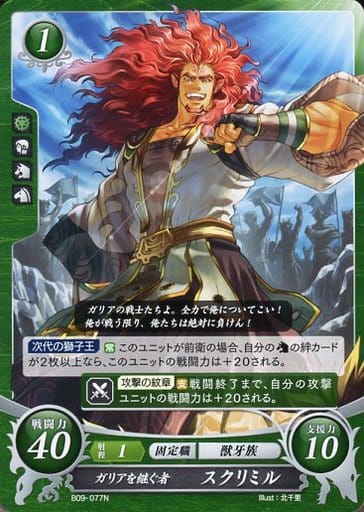 1
ガリアの戦士たちよ。全力で俺についてこい!
俺が戦う限り、俺たちは絶対に負けん!
次代の獅子王 常 このユニットが前衛の場合、自分の の絆カード
が2枚以上なら、このユニットの戦闘力は+20される。
攻撃の紋章 支 戦闘終了まで、自分の攻撃
ユニットの戦闘力は+20される。
戦闘力
40
射程
1
固定職
獣牙族
支援力
10
ガリアを継ぐ者
スクリミル
B09-077N
Illust:北千里